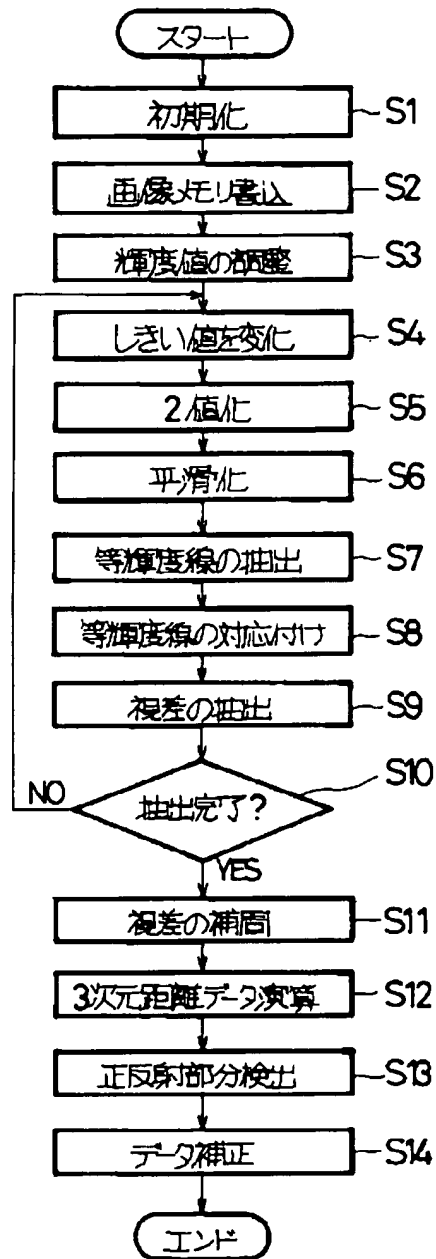 スタート
初期化 S1
画像メモリ書込 S2
輝度値の調整 S3
しきい値を変化 S4
2値化 S5
平滑化 S6
等輝度線の抽出 S7
等輝度線の対応付け S8
視差の抽出 S9
抽出完了? S10
NO
YES
視差の補間 S11
3次元距離データ演算 S12
正反射部分検出 S13
データ補正 S14
エンド